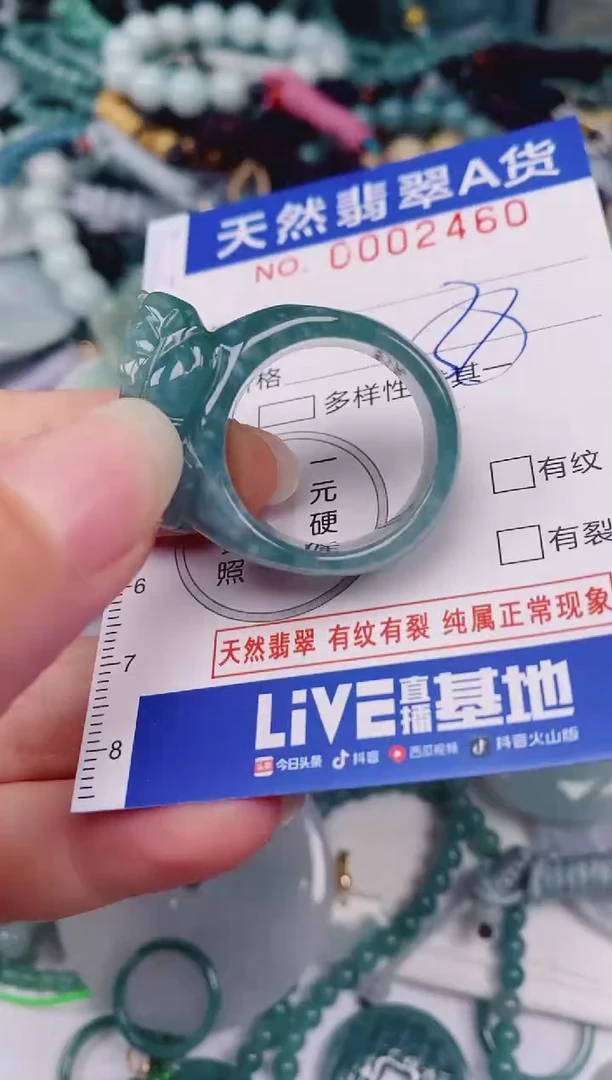 天然翡翠A货
NO. 0002460
格
多样性
其一
有纹
一元硬
照
有裂
6
天然翡翠 有纹有裂 纯属正常现象
7
LiVE直播基地
8
今日头条 抖音 西瓜视频 抖音火山版